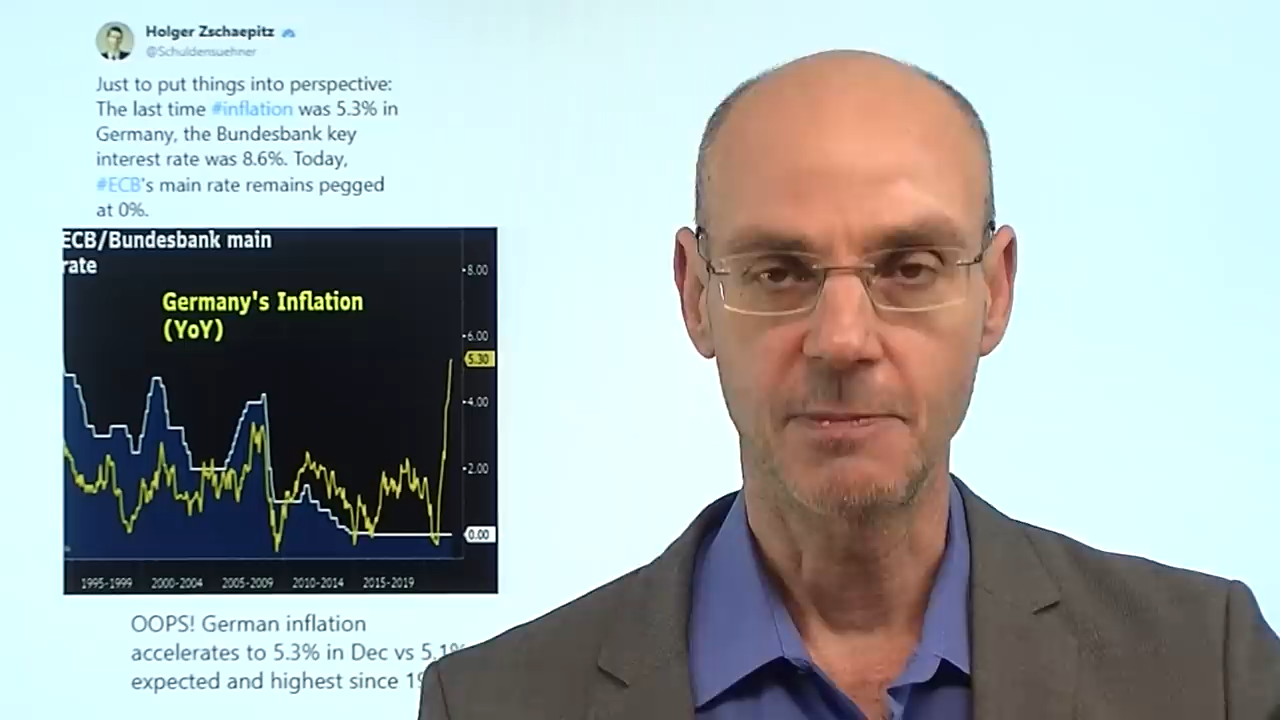 Holger Zschaepitz
@Schuldensuehner
Just to put things into perspective:
The last time #inflation was 5.3% in
Germany, the Bundesbank key
interest rate was 8.6%. Today,
#ECB's main rate remains pegged
at 0%.
ECB/Bundesbank main
rate
Germany's Inflation
(YoY)
8.00
6.00
5.30
4.00
2.00
0.00
1995-1999 2000-2004 2005-2009 2010-2014 2015-2019
OOPS! German inflation
accelerates to 5.3% in Dec vs 5.1%
expected and highest since